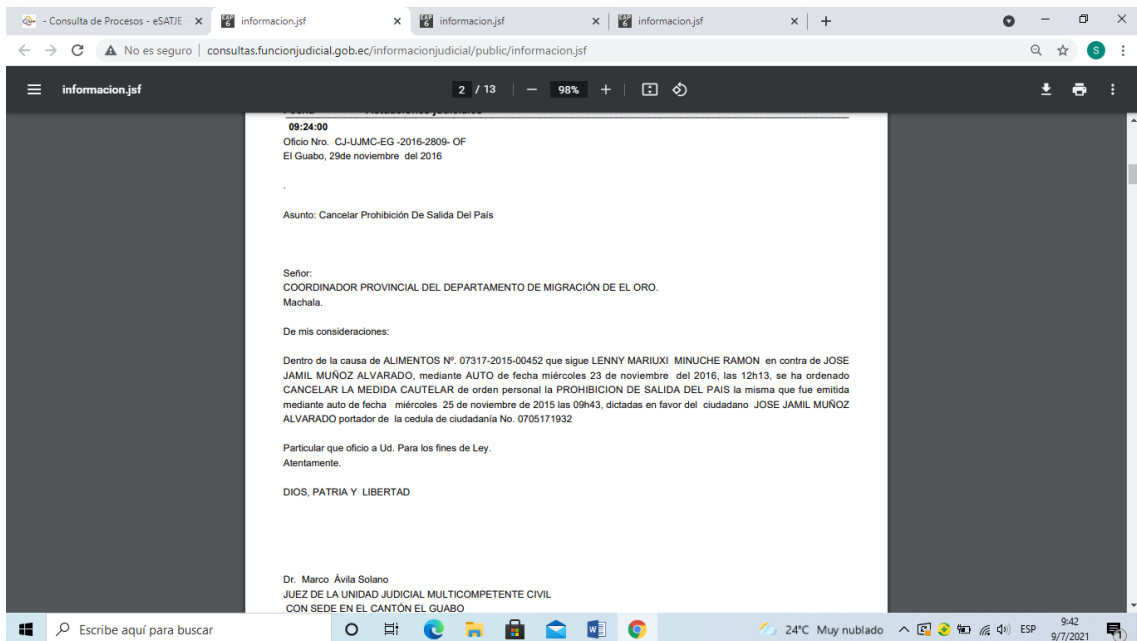 - Consulta de Procesos - eSATJE -
informacion.jsf
informacion.jsf
informacion.jsf
No es seguro | consultas.funcionjudicial.gob.ec/informacionjudicial/public/informacion.jsf
S
informacion.jsf
2 / 13
98%
09:24:00
Oficio Nro. CJ-UJMC-EG -2016-2809- OF
El Guabo, 29de noviembre del 2016
.
Asunto: Cancelar Prohibición De Salida Del País
Señor:
COORDINADOR PROVINCIAL DEL DEPARTAMENTO DE MIGRACIÓN DE EL ORO.
Machala.
De mis consideraciones:
Dentro de la causa de ALIMENTOS Nº. 07317-2015-00452 que sigue LENNY MARIUXI MINUCHE RAMON en contra de JOSE
JAMIL MUÑOZ ALVARADO, mediante AUTO de fecha miércoles 23 de noviembre del 2016, las 12h13, se ha ordenado
CANCELAR LA MEDIDA CAUTELAR de orden personal la PROHIBICION DE SALIDA DEL PAIS la misma que fue emitida
mediante auto de fecha miércoles 25 de noviembre de 2015 las 09h43, dictadas en favor del ciudadano JOSE JAMIL MUÑOZ
ALVARADO portador de la cedula de ciudadanía No. 0705171932
Particular que oficio a Ud. Para los fines de Ley.
Atentamente.
DIOS, PATRIA Y LIBERTAD
Dr. Marco Ávila Solano
JUEZ DE LA UNIDAD JUDICIAL MULTICOMPETENTE CIVIL
CON SEDE EN EL CANTÓN EL GUABO
Escribe aquí para buscar
24°C Muy nublado
ESP
9:42
9/7/2021